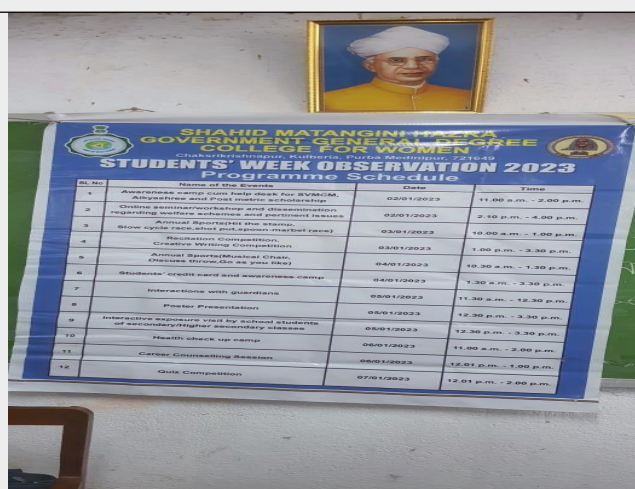 SHAHID MATANGINI HAZRA
GOVERNMENT GENERAL DEGREE
COLLEGE FOR WOMEN
Chaksrikrishnapur, Kulberia, Purba Medinipur, 721649
STUDENTS' WEEK OBSERVATION 2023
Programme Schedule
SL No Name of the Events Date Time
1 Awareness camp cum help desk for SVMCM, 02/01/2023 11.00 a.m. - 2.00 p.m.
Aikyashree and Post metric scholarship
2 Online seminar/workshop and dissemination 02/01/2023 2.10 p.m. - 4.00 p.m.
regarding welfare schemes and pertinent issues
3 Annual Sports(Hit the stamp, 03/01/2023 10.00 a.m. - 1.00 p.m.
Slow cycle race,shot put,spoon-marbel race)
4 Recitation Competition, 03/01/2023 1.00 p.m. - 3.30 p.m.
Creative Writing Competition
5 Annual Sports(Musical Chair, 04/01/2023 10.30 a.m. - 1.30 p.m.
Discuss throw,Go as you like)
6 Students' credit card and awareness camp 04/01/2023 1.30 a.m. - 3.30 p.m.
7 Interactions with guardians 05/01/2023 11.30 a.m. - 12.30 p.m.
8 Poster Presentation 05/01/2023 12.30 p.m. - 3.30 p.m.
9 Interactive exposure visit by school students 05/01/2023 12.30 p.m. - 3.30 p.m.
of secondary/Higher secondary classes
10 Health check up camp 06/01/2023 11.00 a.m. - 2.00 p.m.
11 Career Counselling Session 06/01/2023 12.01 p.m. - 1.00 p.m.
12 Quiz Competition 07/01/2023 12.01 p.m. - 2.00 p.m.